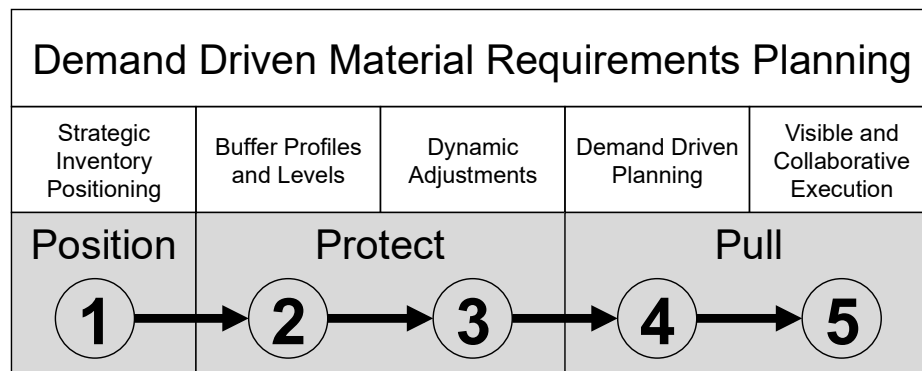 Demand Driven Material Requirements Planning
Strategic
Inventory
Positioning
Buffer Profiles
and Levels
Dynamic
Adjustments
Demand Driven
Planning
Visible and
Collaborative
Execution
Position
Protect
Pull
1
2
3
4
5